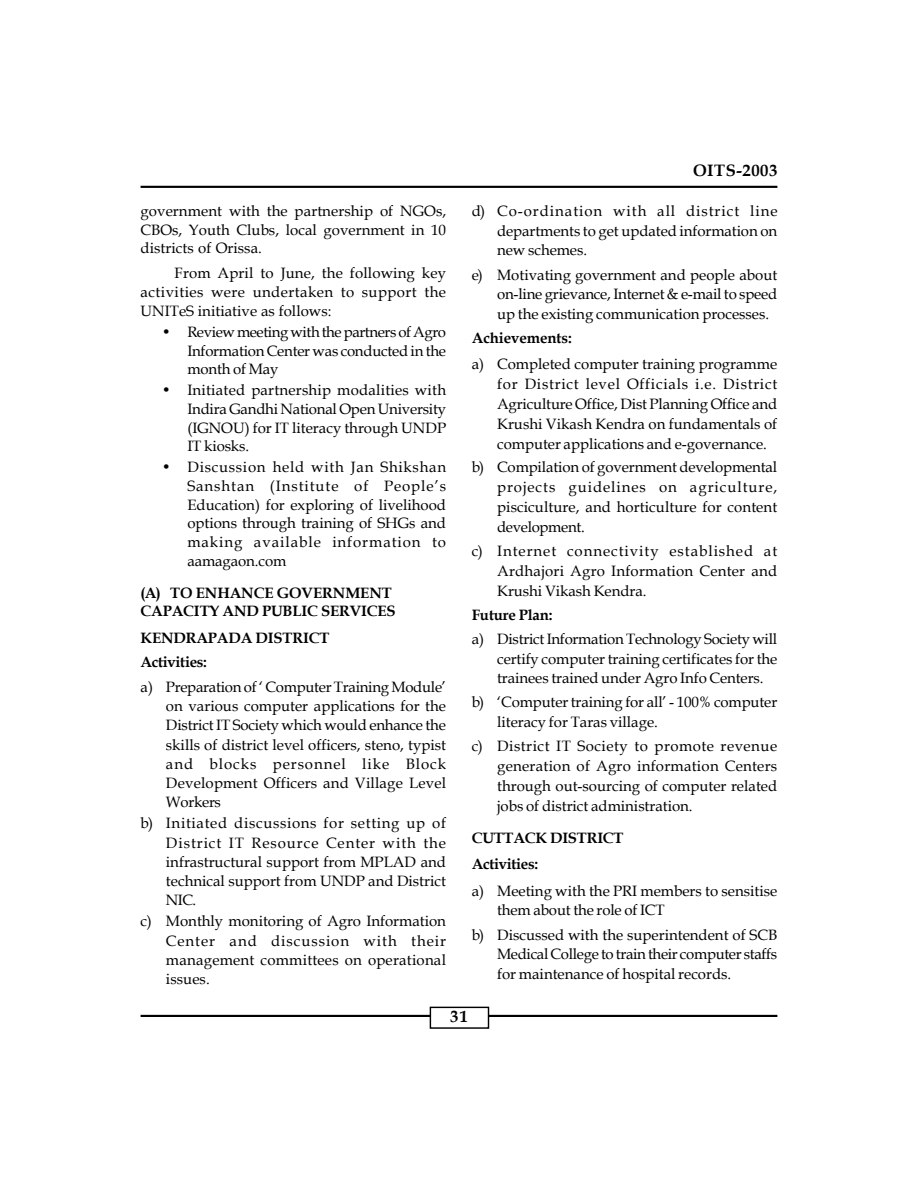 OITS-2003
government with the partnership of NGOs,
CBOs, Youth Clubs, local government in 10
districts of Orissa.
From April to June, the following key
activities were undertaken to support the
UNITeS initiative as follows:
• Review meeting with the partners of Agro
Information Center was conducted in the
month of May
• Initiated partnership modalities with
Indira Gandhi National Open University
(IGNOU) for IT literacy through UNDP
IT kiosks.
• Discussion held with Jan Shikshan
Sanshtan (Institute of People’s
Education) for exploring of livelihood
options through training of SHGs and
making available information to
aamagaon.com
(A) TO ENHANCE GOVERNMENT
CAPACITY AND PUBLIC SERVICES
KENDRAPADA DISTRICT
Activities:
a) Preparation of ‘ Computer Training Module’
on various computer applications for the
District IT Society which would enhance the
skills of district level officers, steno, typist
and blocks personnel like Block
Development Officers and Village Level
Workers
b) Initiated discussions for setting up of
District IT Resource Center with the
infrastructural support from MPLAD and
technical support from UNDP and District
NIC.
c) Monthly monitoring of Agro Information
Center and discussion with their
management committees on operational
issues.
d) Co-ordination with all district line
departments to get updated information on
new schemes.
e) Motivating government and people about
on-line grievance, Internet & e-mail to speed
up the existing communication processes.
Achievements:
a) Completed computer training programme
for District level Officials i.e. District
Agriculture Office, Dist Planning Office and
Krushi Vikash Kendra on fundamentals of
computer applications and e-governance.
b) Compilation of government developmental
projects guidelines on agriculture,
pisciculture, and horticulture for content
development.
c) Internet connectivity established at
Ardhajori Agro Information Center and
Krushi Vikash Kendra.
Future Plan:
a) District Information Technology Society will
certify computer training certificates for the
trainees trained under Agro Info Centers.
b) ‘Computer training for all’ - 100% computer
literacy for Taras village.
c) District IT Society to promote revenue
generation of Agro information Centers
through out-sourcing of computer related
jobs of district administration.
CUTTACK DISTRICT
Activities:
a) Meeting with the PRI members to sensitise
them about the role of ICT
b) Discussed with the superintendent of SCB
Medical College to train their computer staffs
for maintenance of hospital records.
31